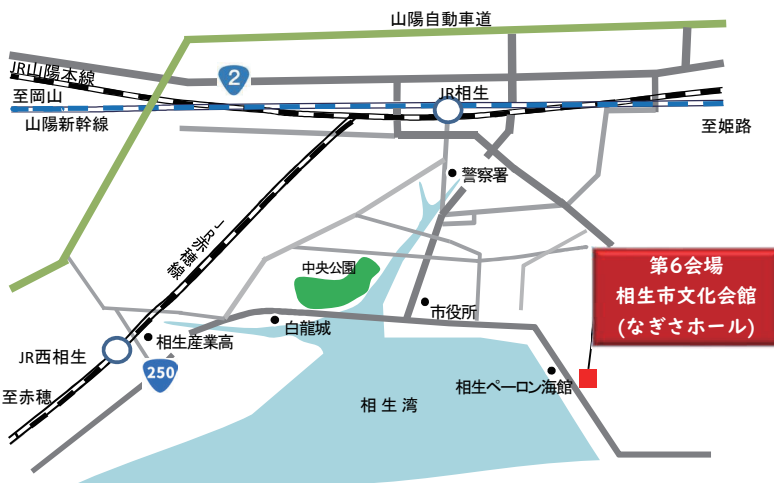 山陽自動車道
JR山陽本線
2
JR相生
至岡山
山陽新幹線
至姫路
警察署
JR赤穂線
中央公園
第6会場
相生市文化会館
(なぎさホール)
市役所
白龍城
相生産業高
JR西相生
250
相生ペーロン海館
至赤穂
相生湾